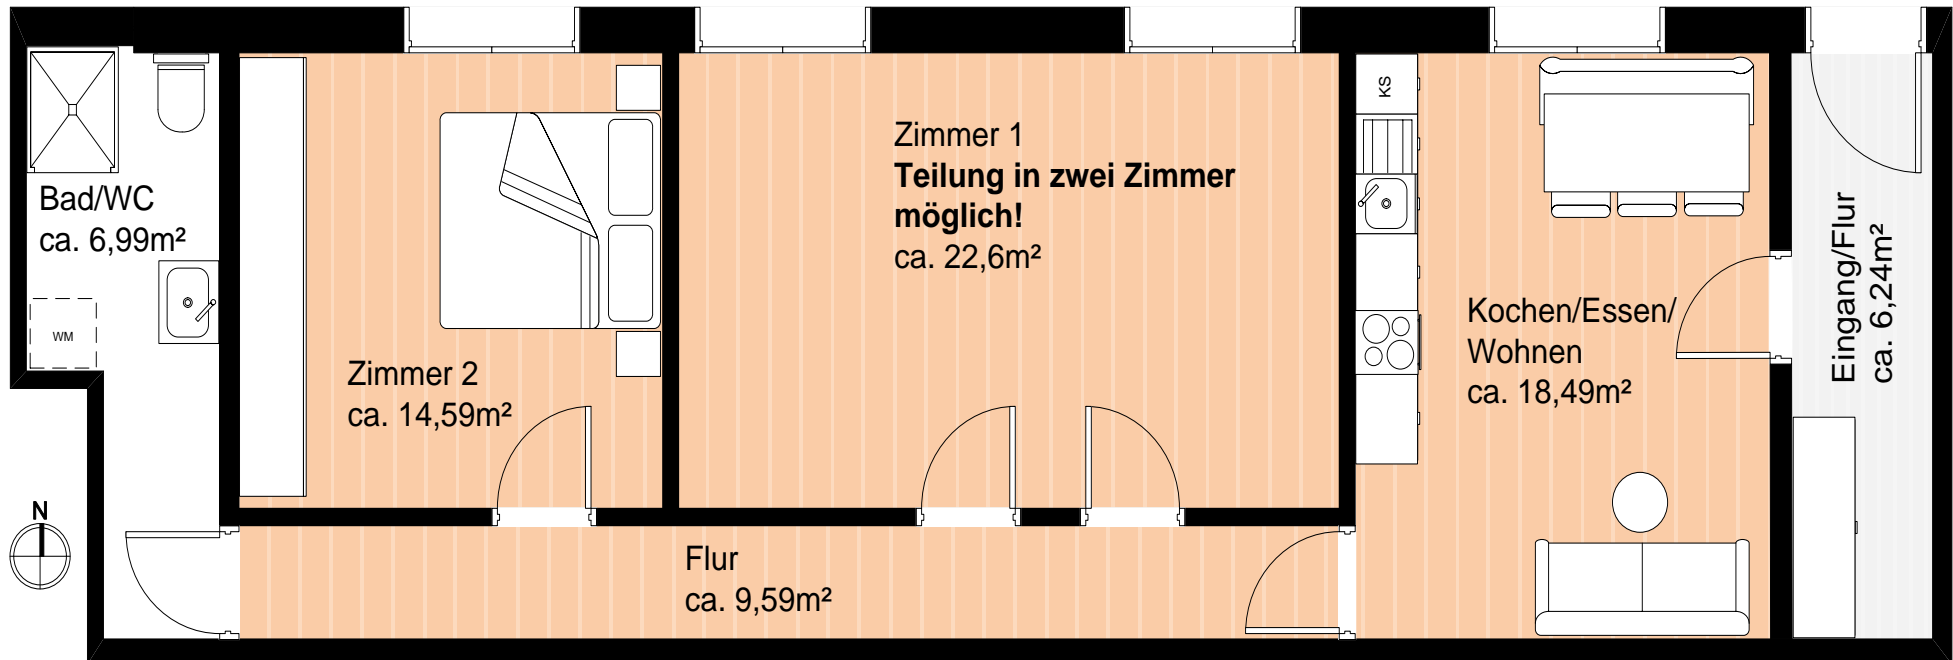 Bad/WC
ca. 6,99m²
WM
N
Zimmer 2
ca. 14,59m²
Zimmer 1
Teilung in zwei Zimmer
möglich!
ca. 22,6m²
Flur
ca. 9,59m²
KS
Kochen/Essen/
Wohnen
ca. 18,49m²
Eingang/Flur
ca. 6,24m²